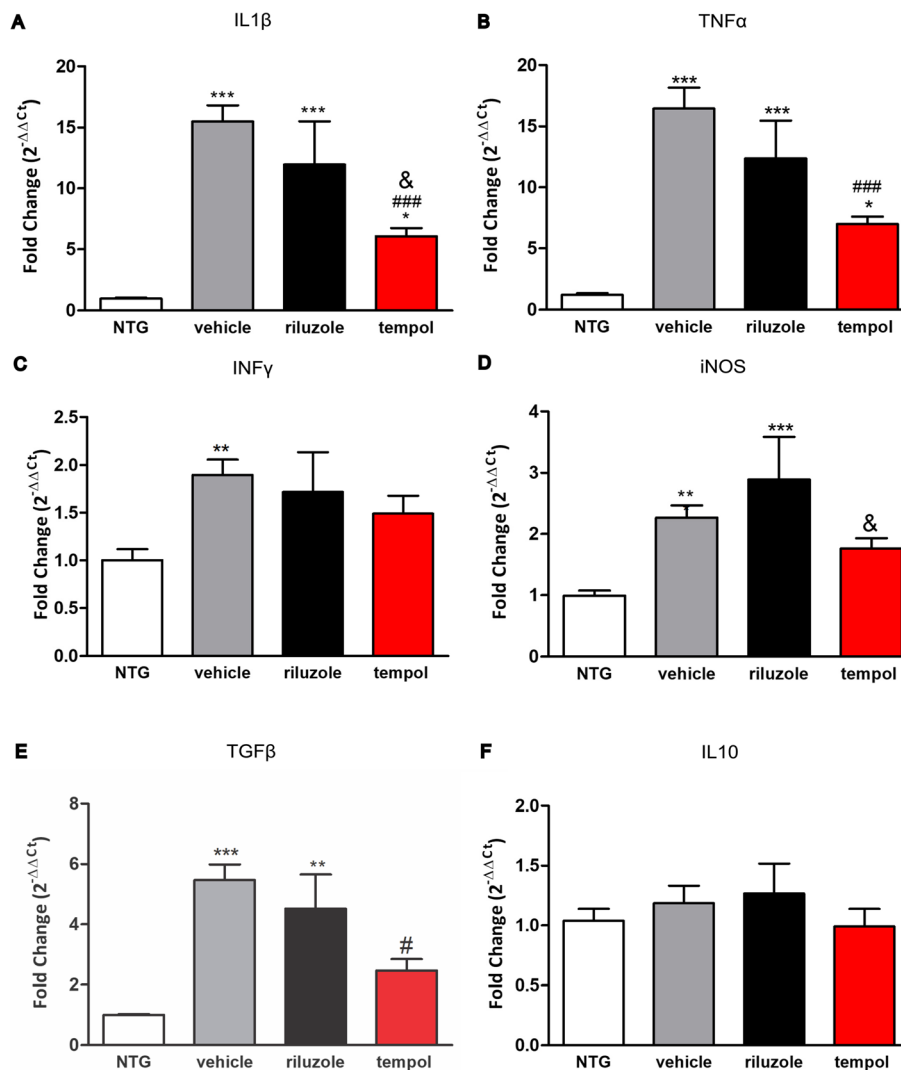 A
IL1β
Fold Change (2^-ΔΔCt)
20
15
10
5
0
***
***
&
###
*
NTG vehicle riluzole tempol
B
TNFα
Fold Change (2^-ΔΔCt)
20
15
10
5
0
***
***
###
*
NTG vehicle riluzole tempol
C
INFγ
Fold Change (2^-ΔΔCt)
2.5
2.0
1.5
1.0
0.5
0.0
**
NTG vehicle riluzole tempol
D
iNOS
Fold Change (2^-ΔΔCt)
4
3
2
1
0
**
*
***
&
NTG vehicle riluzole tempol
E
TGFβ
Fold Change (2^-ΔΔCt)
8
6
4
2
0
***
**
#
NTG vehicle riluzole tempol
F
IL10
Fold Change (2^-ΔΔCt)
2.0
1.5
1.0
0.5
0.0
NTG vehicle riluzole tempol